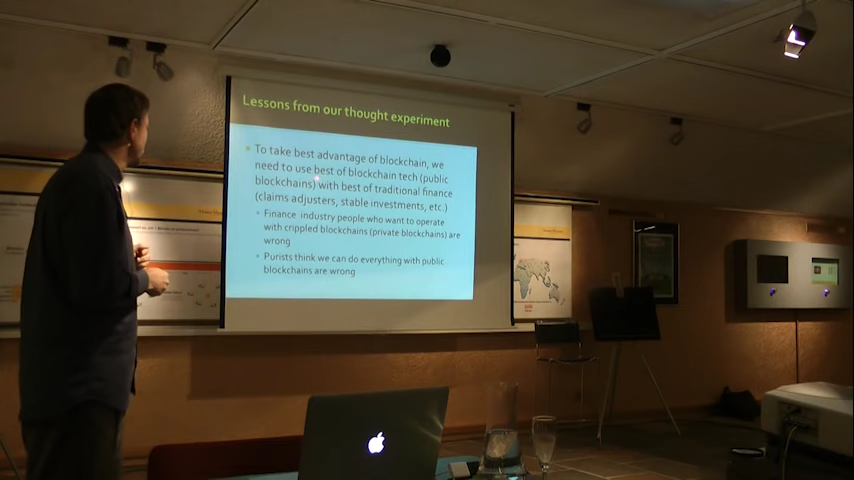 Lessons from our thought experiment
To take best advantage of blockchain, we
need to use best of blockchain tech (public
blockchains) with best of traditional finance
(claims adjusters, stable investments, etc.)
Finance industry people who want to operate
with crippled blockchains (private blockchains) are
wrong
Purists think we can do everything with public
blockchains are wrong